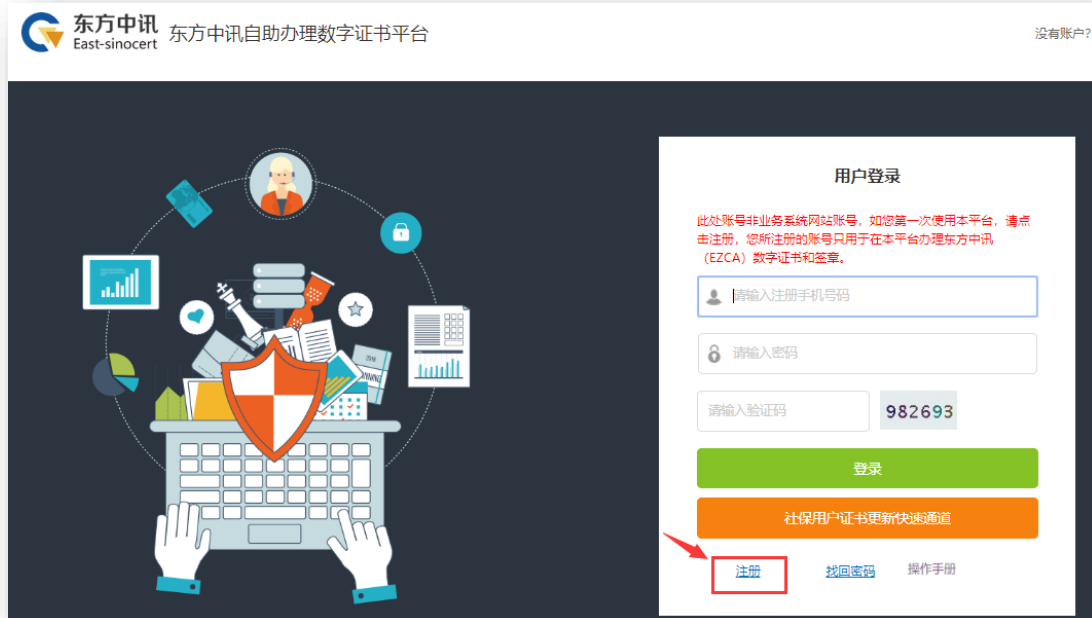 东方中讯
East-sinocert
东方中讯自助办理数字证书平台
没有账户?
用户登录
此处账号非业务系统网站账号，如您第一次使用本平台，请点
击注册，您所注册的账号只用于在本平台办理东方中讯
（EZCA）数字证书和签章。
请输入注册手机号码
请输入密码
请输入验证码
982693
登录
社保用户证书更新快速通道
注册
找回密码
操作手册